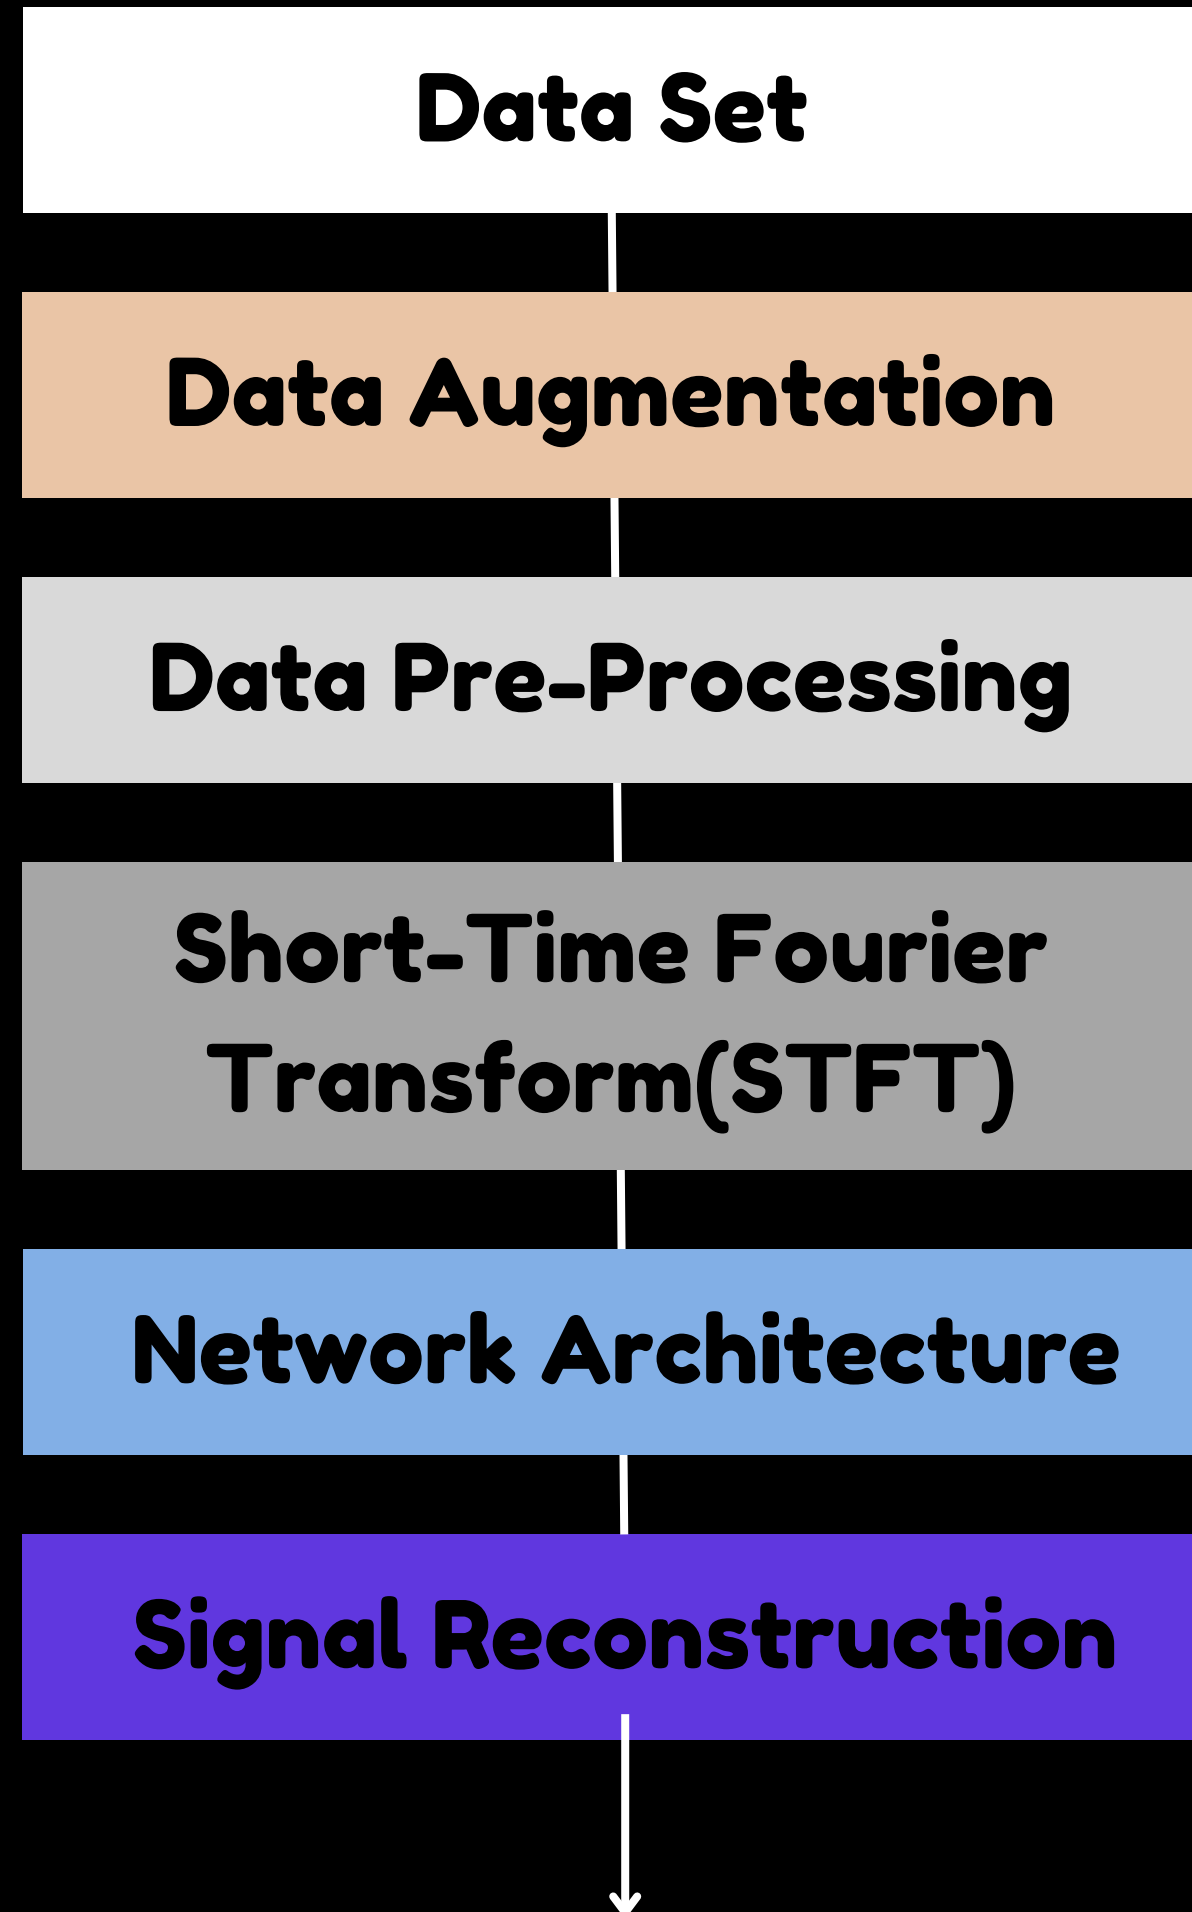 Data Set
Data Augmentation
Data Pre-Processing
Short-Time Fourier
Transform(STFT)
Network Architecture
Signal Reconstruction